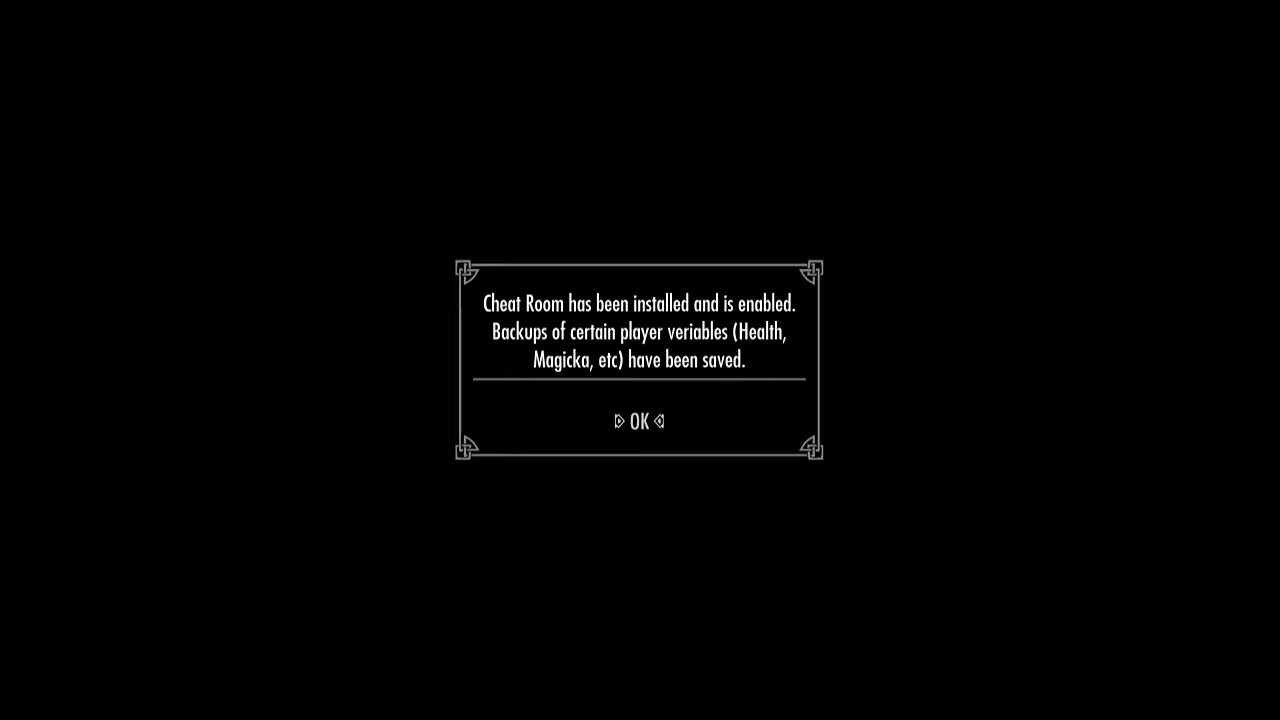 Cheat Room has been installed and is enabled.
Backups of certain player veriables (Health,
Magicka, etc) have been saved.
OK